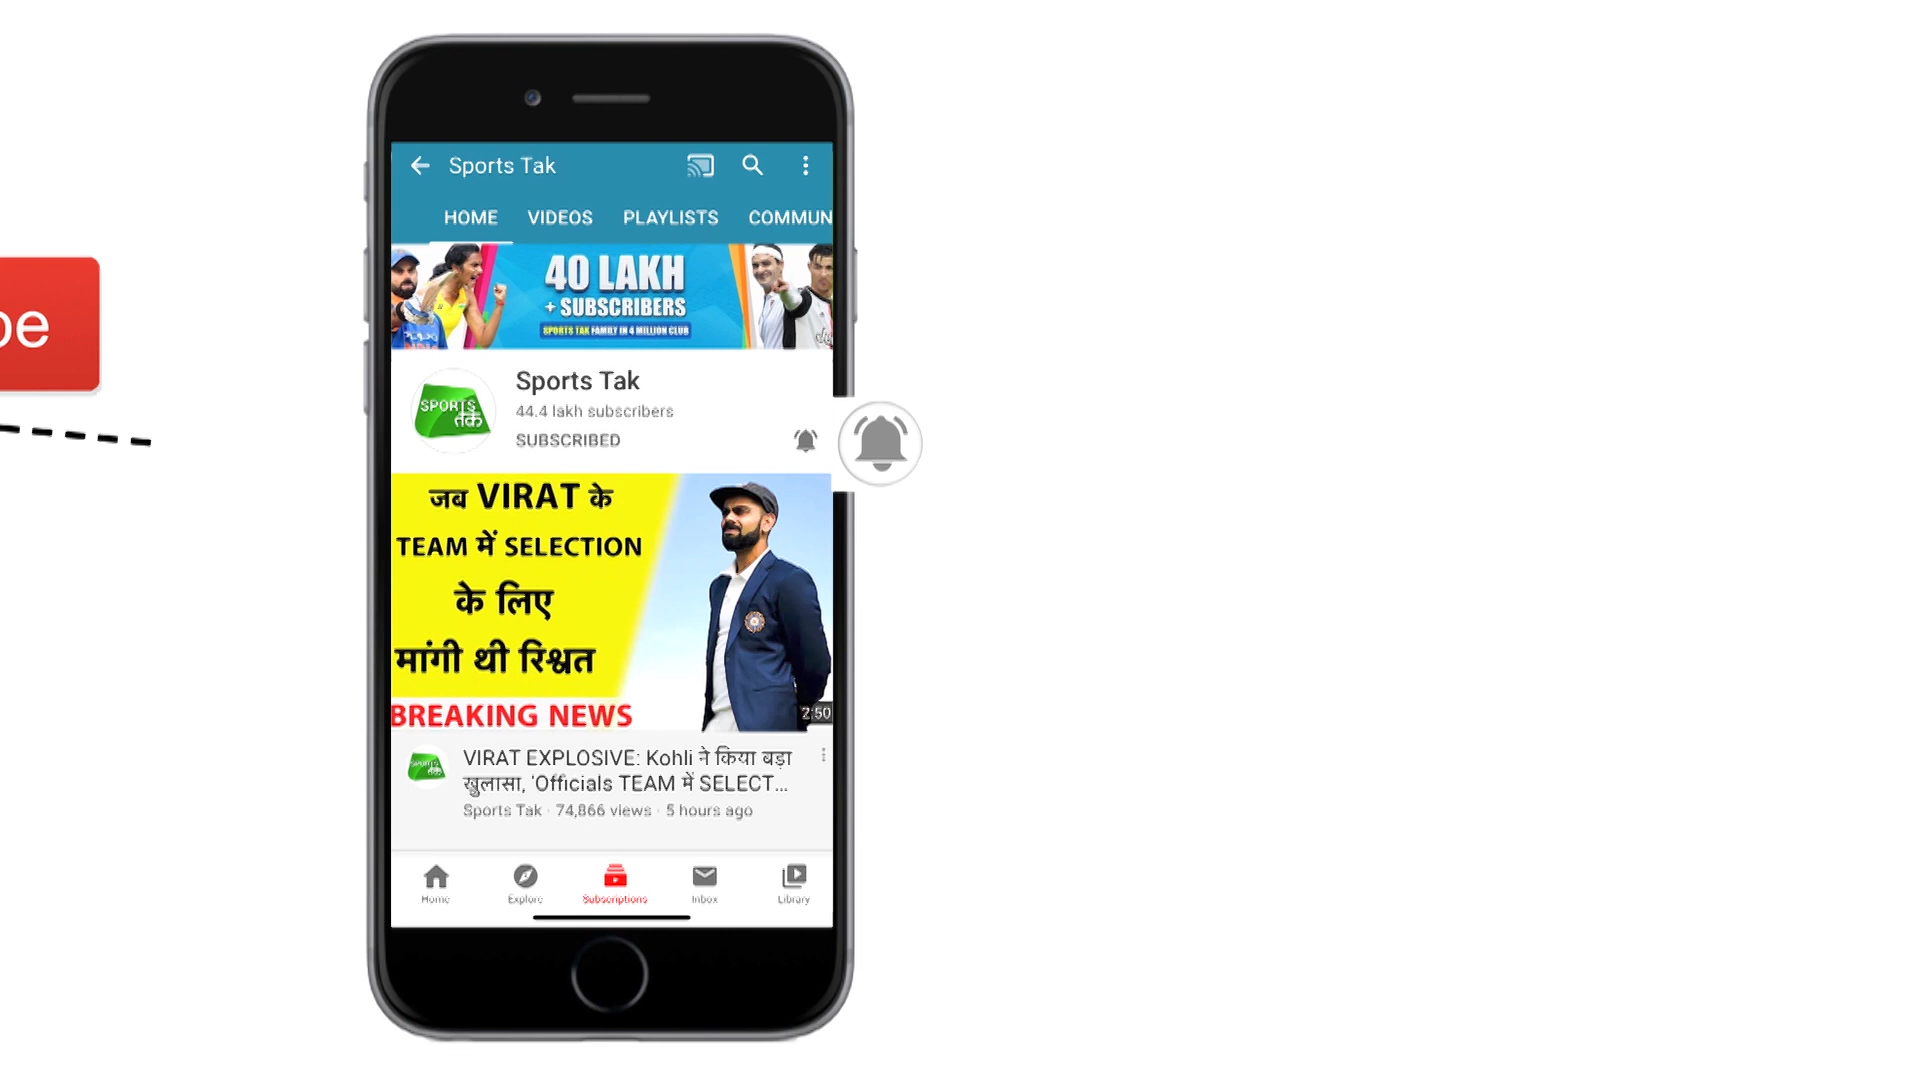 be
Sports Tak
HOME VIDEOS PLAYLISTS COMMUN
40 LAKH
+ SUBSCRIBERS
SPORTS TAK FAMILY IN 4 MILLION CLUB
SPORTS
तक
Sports Tak
44.4 lakh subscribers
SUBSCRIBED
जब VIRAT के
TEAM में SELECTION
के लिए
मांगी थी रिश्वत
BREAKING NEWS
2:50
VIRAT EXPLOSIVE: Kohli ने किया बड़ा
खुलासा, 'Officials TEAM में SELECT...
Sports Tak · 74,866 views · 5 hours ago
Home Explore Subscriptions Inbox Library